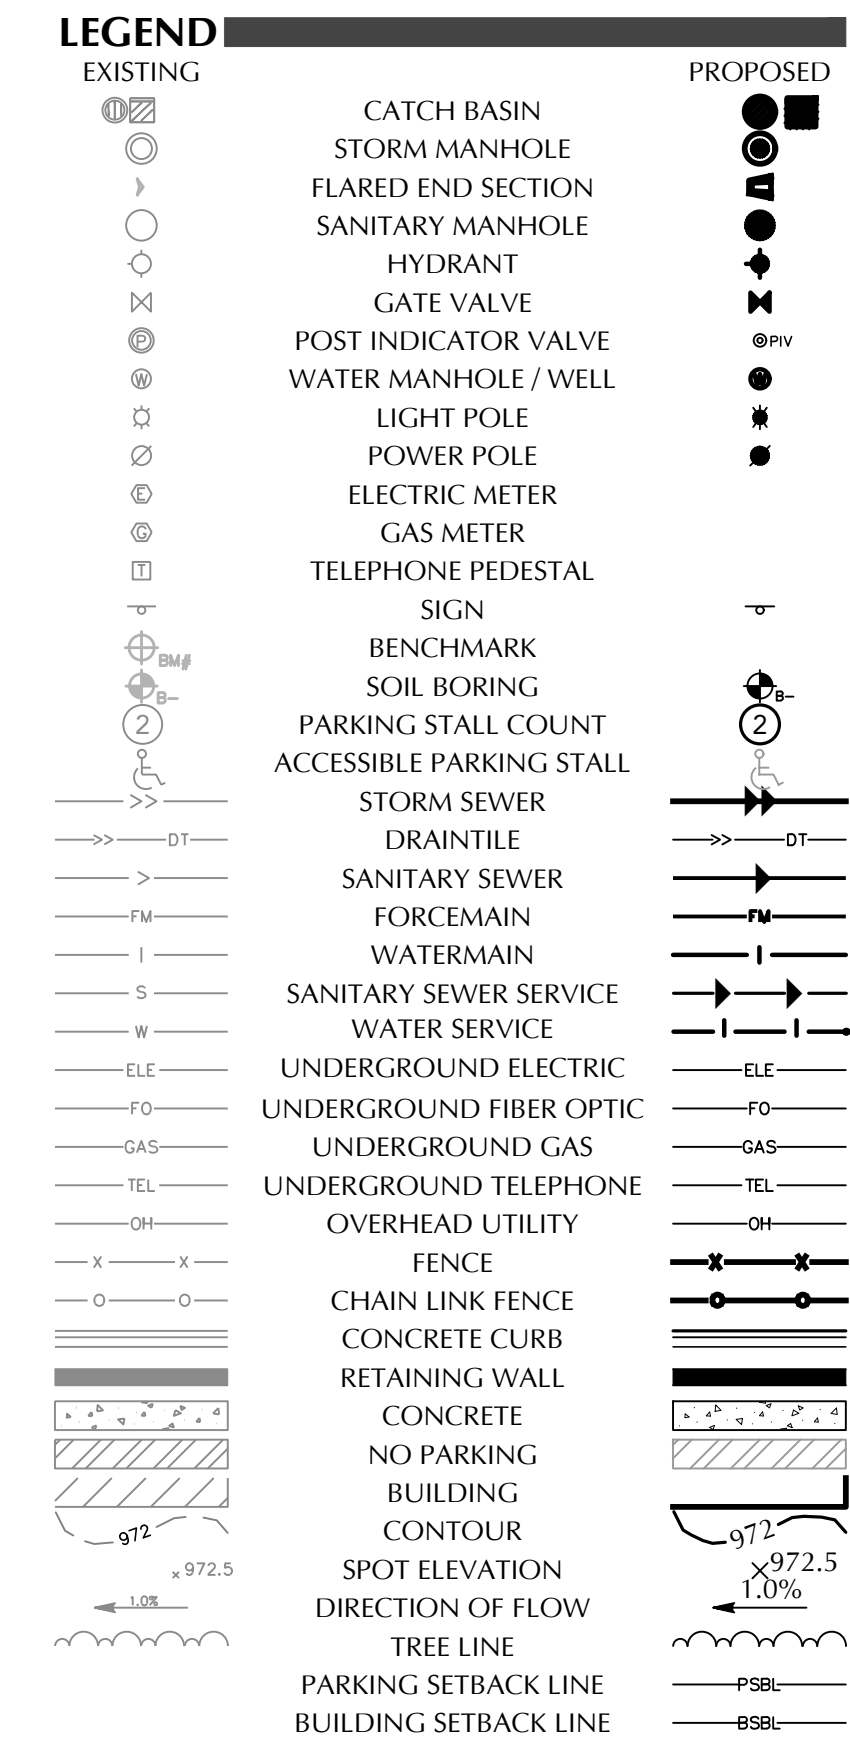 LEGEND
EXISTING PROPOSED
CATCH BASIN
STORM MANHOLE
FLARED END SECTION
SANITARY MANHOLE
HYDRANT
GATE VALVE
P POST INDICATOR VALVE PIV
W WATER MANHOLE / WELL W
LIGHT POLE
POWER POLE
E ELECTRIC METER
G GAS METER
T TELEPHONE PEDESTAL
SIGN
BM# BENCHMARK
B- SOIL BORING B-
2 PARKING STALL COUNT 2
ACCESSIBLE PARKING STALL
>> STORM SEWER
>> DT DRAINTILE >> DT
> SANITARY SEWER
FM FORCEMAIN FM
I WATERMAIN I
S SANITARY SEWER SERVICE
W WATER SERVICE I I
ELE UNDERGROUND ELECTRIC ELE
FO UNDERGROUND FIBER OPTIC FO
GAS UNDERGROUND GAS GAS
TEL UNDERGROUND TELEPHONE TEL
OH OVERHEAD UTILITY OH
X X FENCE X X
O O CHAIN LINK FENCE O O
CONCRETE CURB
RETAINING WALL
CONCRETE
NO PARKING
BUILDING
972 CONTOUR 972
x 972.5 SPOT ELEVATION x972.5
1.0% DIRECTION OF FLOW 1.0%
TREE LINE
PARKING SETBACK LINE PSBL
BUILDING SETBACK LINE BSBL